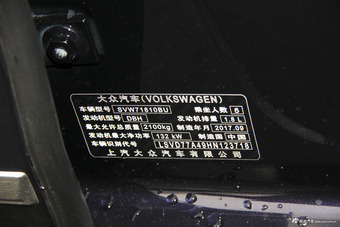 大众汽车(VOLKSWAGEN)
车辆型号 SVW71810BU 乘坐人数 5
发动机型号 DBH 发动机排量 1.8 L
最大允许总质量 2100kg 制造年月 2017.09
发动机最大净功率 132 kW 制造国 中国
车辆识别代号 LSVD77A49HN123718
上汽大众汽车有限公司